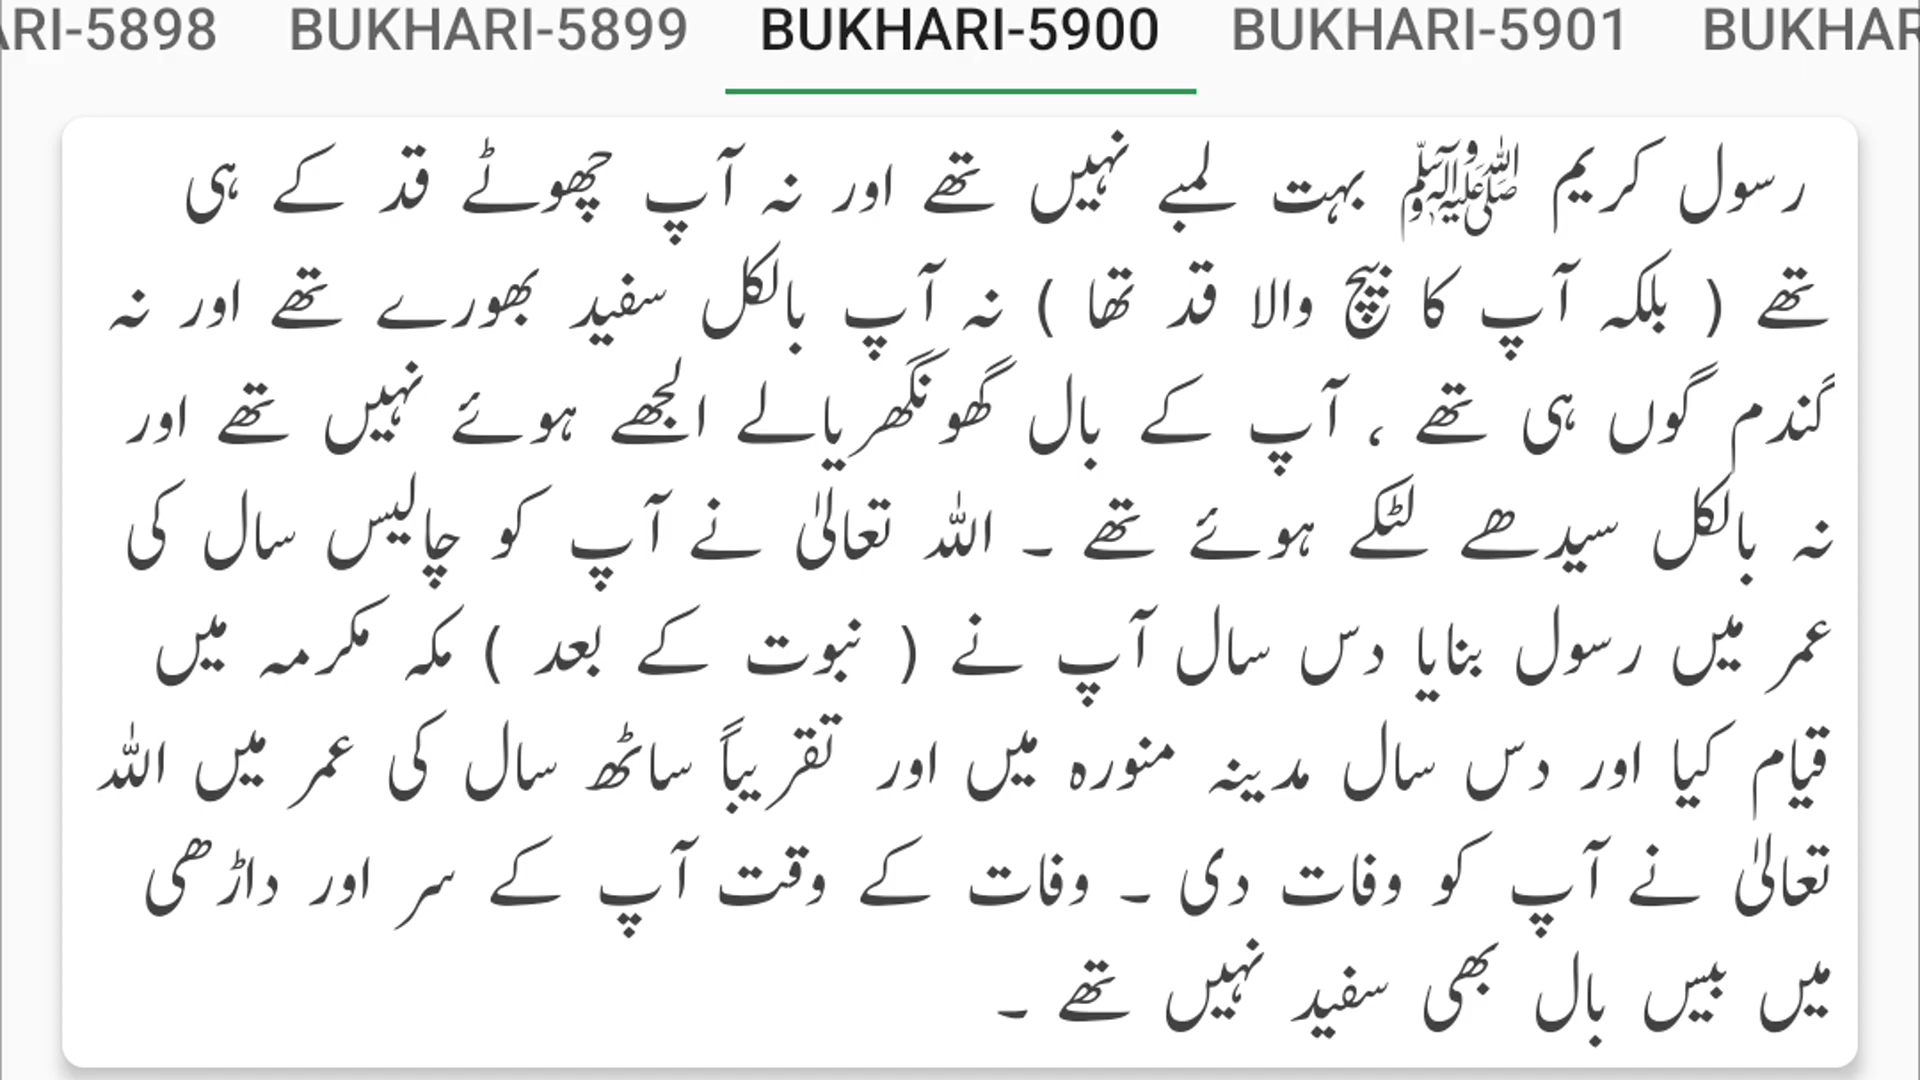 ARI-5898 BUKHARI-5899 BUKHARI-5900 BUKHARI-5901 BUKHAR
رسول کریم ﷺ بہت لمبے نہیں تھے اور نہ آپ چھوٹے قد کے ہی
تھے ( بلکہ آپ کا بیچ والا قد تھا ) نہ آپ بالکل سفید بھورے تھے اور نہ
گندم گوں ہی تھے ، آپ کے بال گھونگھریالے الجھے ہوئے نہیں تھے اور
نہ بالکل سیدھے لٹکے ہوئے تھے ۔ اللہ تعالیٰ نے آپ کو چالیس سال کی
عمر میں رسول بنایا دس سال آپ نے ( نبوت کے بعد ) مکہ مکرمہ میں
قیام کیا اور دس سال مدینہ منورہ میں اور تقریباً ساٹھ سال کی عمر میں اللہ
تعالیٰ نے آپ کو وفات دی ۔ وفات کے وقت آپ کے سر اور داڑھی
میں بیس بال بھی سفید نہیں تھے ۔